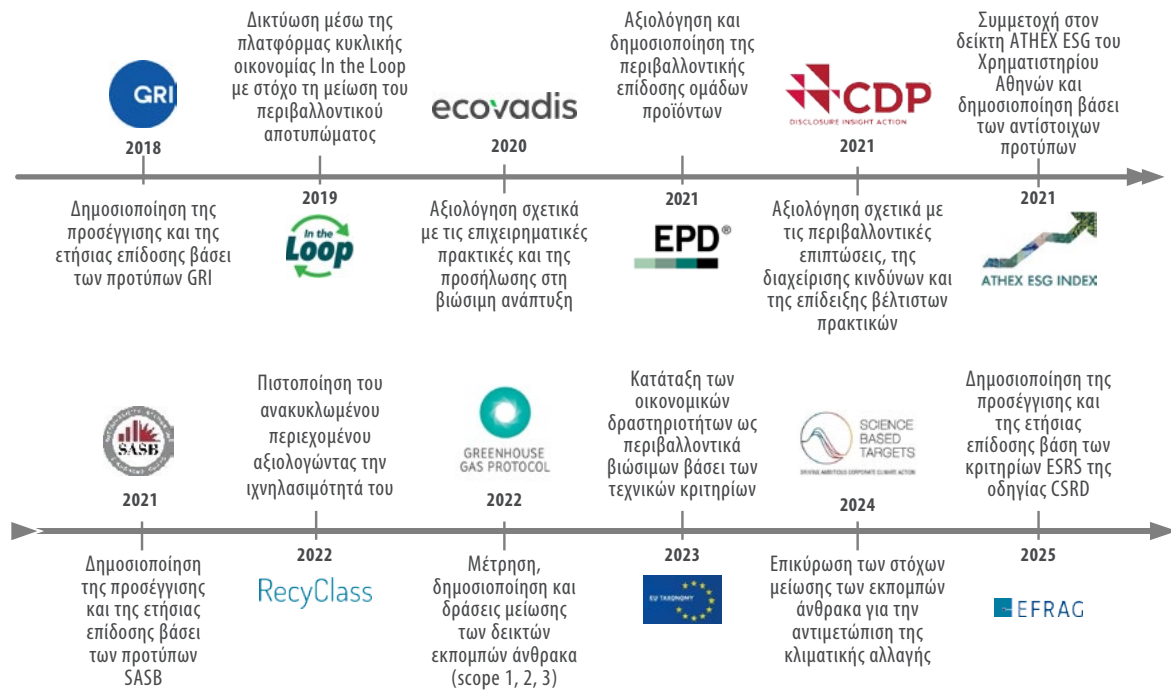 GRI
2018
Δημοσιοποίηση της
προσέγγισης και της
ετήσιας επίδοσης βάσει
των προτύπων GRI
Δικτύωση μέσω της
πλατφόρμας κυκλικής
οικονομίας In the Loop
με στόχο τη μείωση του
περιβαλλοντικού
αποτυπώματος
2019
In the
Loop
ecovadis
2020
Αξιολόγηση σχετικά
με τις επιχειρηματικές
πρακτικές και της
προσήλωσης στη
βιώσιμη ανάπτυξη
Αξιολόγηση και
δημοσιοποίηση της
περιβαλλοντικής
επίδοσης ομάδων
προϊόντων
2021
EPD®
CDP
DISCLOSURE INSIGHT ACTION
2021
Αξιολόγηση σχετικά με
τις περιβαλλοντικές
επιπτώσεις, της
διαχείρισης κινδύνων και
της επίδειξης βέλτιστων
πρακτικών
Συμμετοχή στον
δείκτη ATHEX ESG του
Χρηματιστηρίου
Αθηνών και
δημοσιοποίηση βάσει
των αντίστοιχων
προτύπων
2021
ATHEX ESG INDEX
SASB
2021
Δημοσιοποίηση
της προσέγγισης
και της ετήσιας
επίδοσης βάσει
των προτύπων
SASB
Πιστοποίηση του
ανακυκλωμένου
περιεχομένου
αξιολογώντας την
ιχνηλασιμότητά του
2022
RecyClass
GREENHOUSE
GAS PROTOCOL
2022
Μέτρηση,
δημοσιοποίηση και
δράσεις μείωσης
των δεικτών
εκπομπών άνθρακα
(scope 1, 2, 3)
Κατάταξη των
οικονομικών
δραστηριοτήτων ως
περιβαλλοντικά
βιώσιμων βάσει των
τεχνικών κριτηρίων
2023
EU TAXONOMY
SCIENCE
BASED
TARGETS
DRIVING AMBITIOUS CORPORATE CLIMATE ACTION
2024
Επικύρωση των στόχων
μείωσης των εκπομπών
άνθρακα για την
αντιμετώπιση της
κλιματικής αλλαγής
Δημοσιοποίηση της
προσέγγισης και
της ετήσιας
επίδοσης βάση των
κριτηρίων ESRS της
οδηγίας CSRD
2025
EFRAG